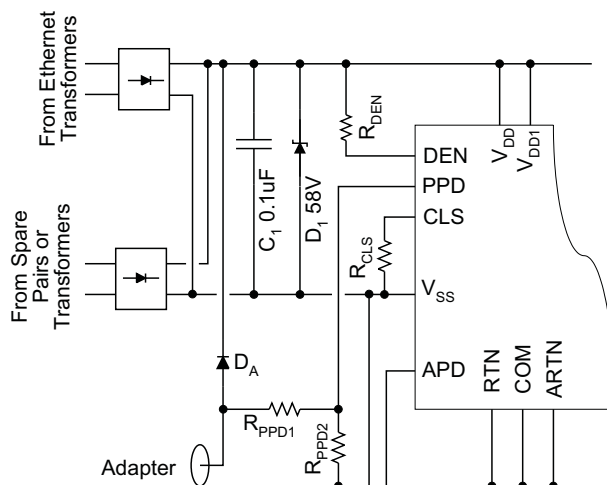 From Ethernet
Transformers
From Spare
Pairs or
Transformers
C1 0.1uF
D1 58V
RDEN
RCLS
DEN
PPD
CLS
VSS
APD
VDD
VDD1
RTN
COM
ARTN
DA
RPPD1
RPPD2
Adapter